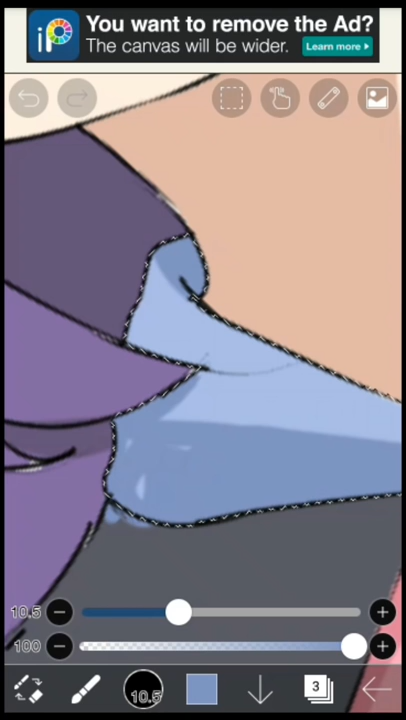 iP
You want to remove the Ad?
The canvas will be wider.
Learn more
10.5
100
10.5
3